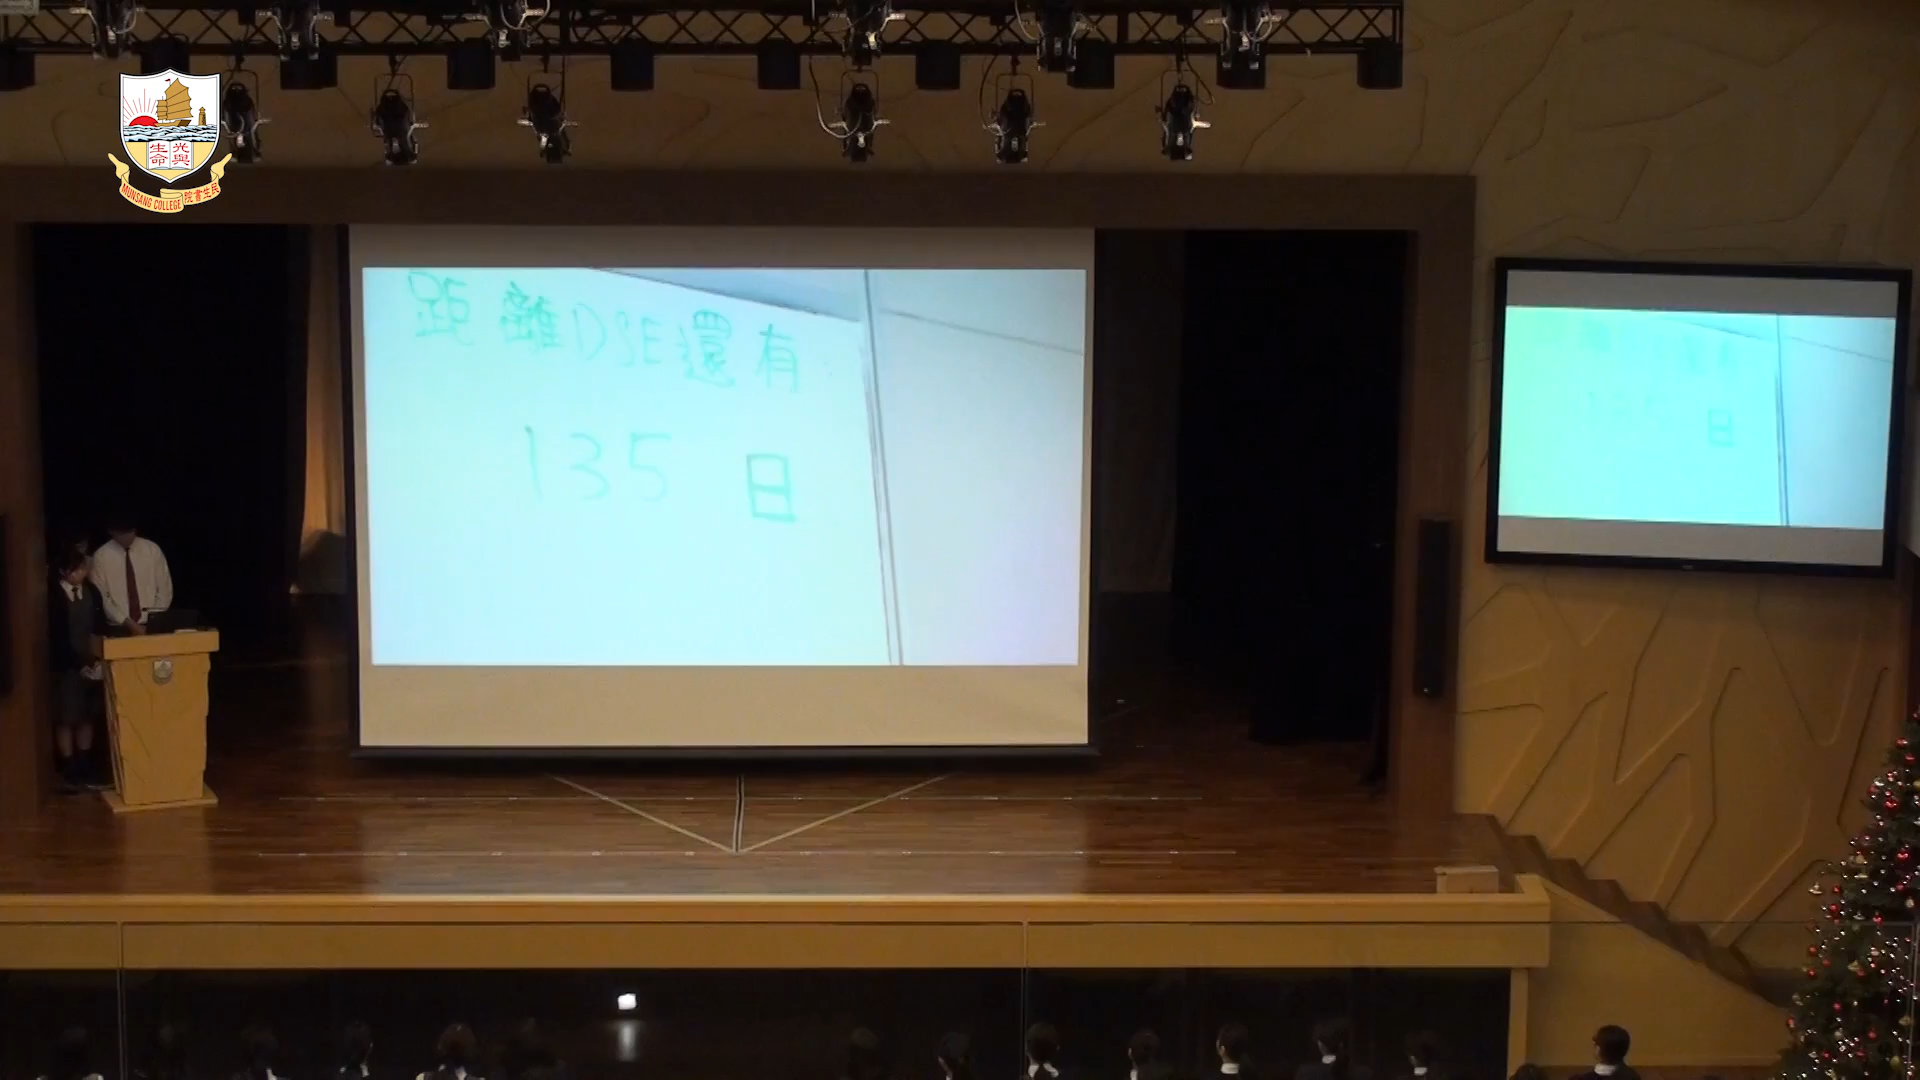 生命
光與
MUNSANG COLLEGE 院書生民
距離DSE還有
135 日
日